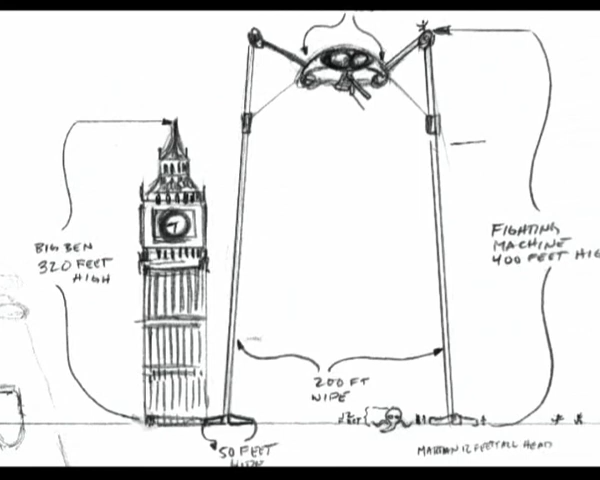 BIG BEN
320 FEET
HIGH
FIGHTING
MACHINE
400 FEET HIG
200 FT
WIDE
50 FEET
MARTIAN 12 FEET TALL HEAD